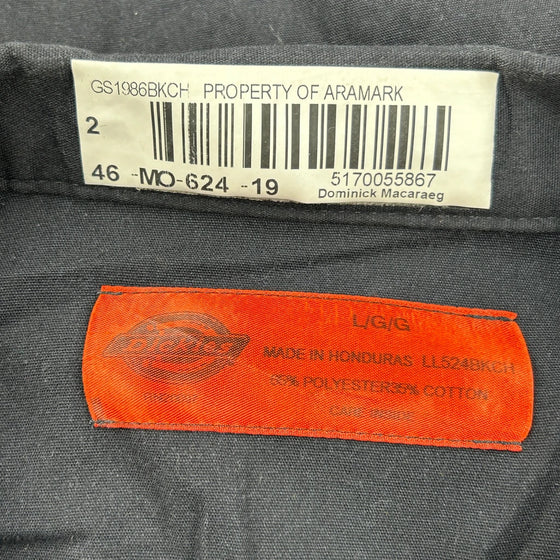 GS1986BKCH PROPERTY OF ARAMARK
2
46 -MO-624 -19
5170055867
Dominick Macaraeg
Dickies
L/G/G
MADE IN HONDURAS LL524BKCH
65% POLYESTER35% COTTON
CARE INSIDE